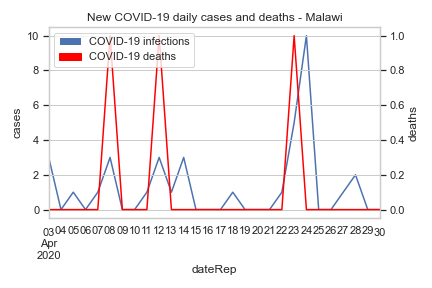 New COVID-19 daily cases and deaths - Malawi
COVID-19 infections
COVID-19 deaths
10
8
6
4
2
0
cases
1.0
0.8
0.6
0.4
0.2
0.0
deaths
03 04 05 06 07 08 09 10 11 12 13 14 15 16 17 18 19 20 21 22 23 24 25 26 27 28 29 30
Apr
2020
dateRep